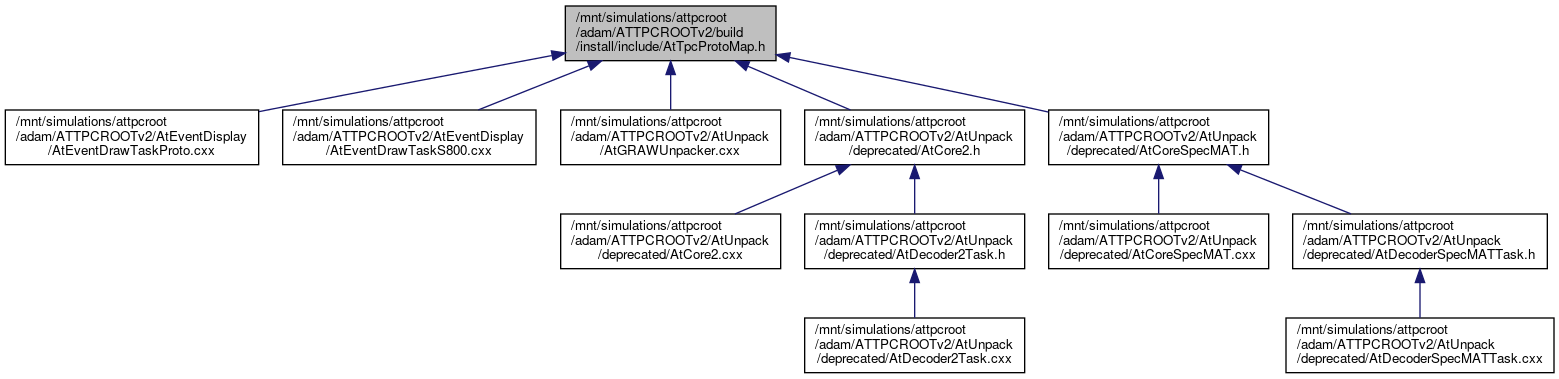 /mnt/simulations/attpcroot
/adam/ATTPCROOTv2/build
/install/include/AtTpcProtoMap.h
/mnt/simulations/attpcroot
/adam/ATTPCROOTv2/AtEventDisplay
/AtEventDrawTaskProto.cxx
/mnt/simulations/attpcroot
/adam/ATTPCROOTv2/AtEventDisplay
/AtEventDrawTaskS800.cxx
/mnt/simulations/attpcroot
/adam/ATTPCROOTv2/AtUnpack
/AtGRAWUnpacker.cxx
/mnt/simulations/attpcroot
/adam/ATTPCROOTv2/AtUnpack
/deprecated/AtCore2.h
/mnt/simulations/attpcroot
/adam/ATTPCROOTv2/AtUnpack
/deprecated/AtCoreSpecMAT.h
/mnt/simulations/attpcroot
/adam/ATTPCROOTv2/AtUnpack
/deprecated/AtCore2.cxx
/mnt/simulations/attpcroot
/adam/ATTPCROOTv2/AtUnpack
/deprecated/AtDecoder2Task.h
/mnt/simulations/attpcroot
/adam/ATTPCROOTv2/AtUnpack
/deprecated/AtCoreSpecMAT.cxx
/mnt/simulations/attpcroot
/adam/ATTPCROOTv2/AtUnpack
/deprecated/AtDecoderSpecMATTask.h
/mnt/simulations/attpcroot
/adam/ATTPCROOTv2/AtUnpack
/deprecated/AtDecoder2Task.cxx
/mnt/simulations/attpcroot
/adam/ATTPCROOTv2/AtUnpack
/deprecated/AtDecoderSpecMATTask.cxx